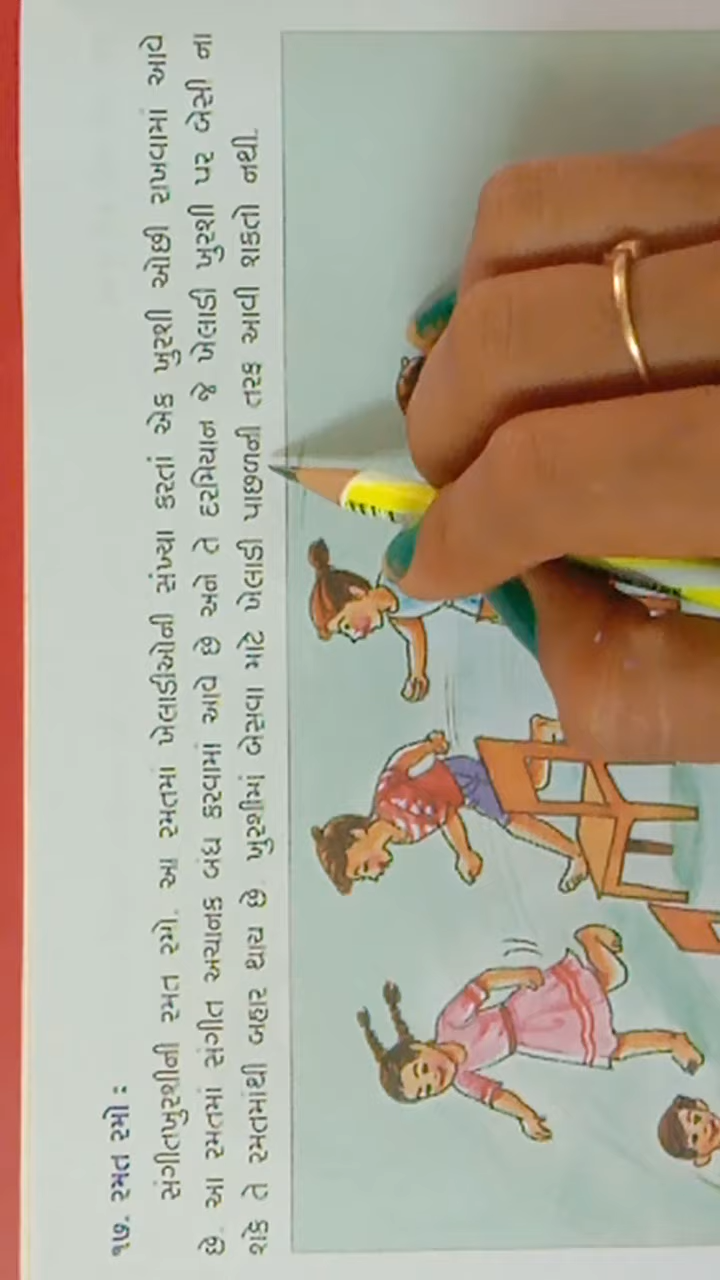 ૧૭. રમત રમો :
સંગીતખુરશીની રમત રમો. આ રમતમાં ખેલાડીઓની સંખ્યા કરતાં એક ખુરશી ઓછી રાખવામાં આવે
છે. આ રમતમાં સંગીત અચાનક બંધ કરવામાં આવે છે અને તે દરમિયાન જે ખેલાડી ખુરશી પર બેસી ના
શકે તે રમતમાંથી બહાર થાય છે. ખુરશીમાં બેસવા માટે ખેલાડી પાછળની તરફ આવી શકતો નથી.